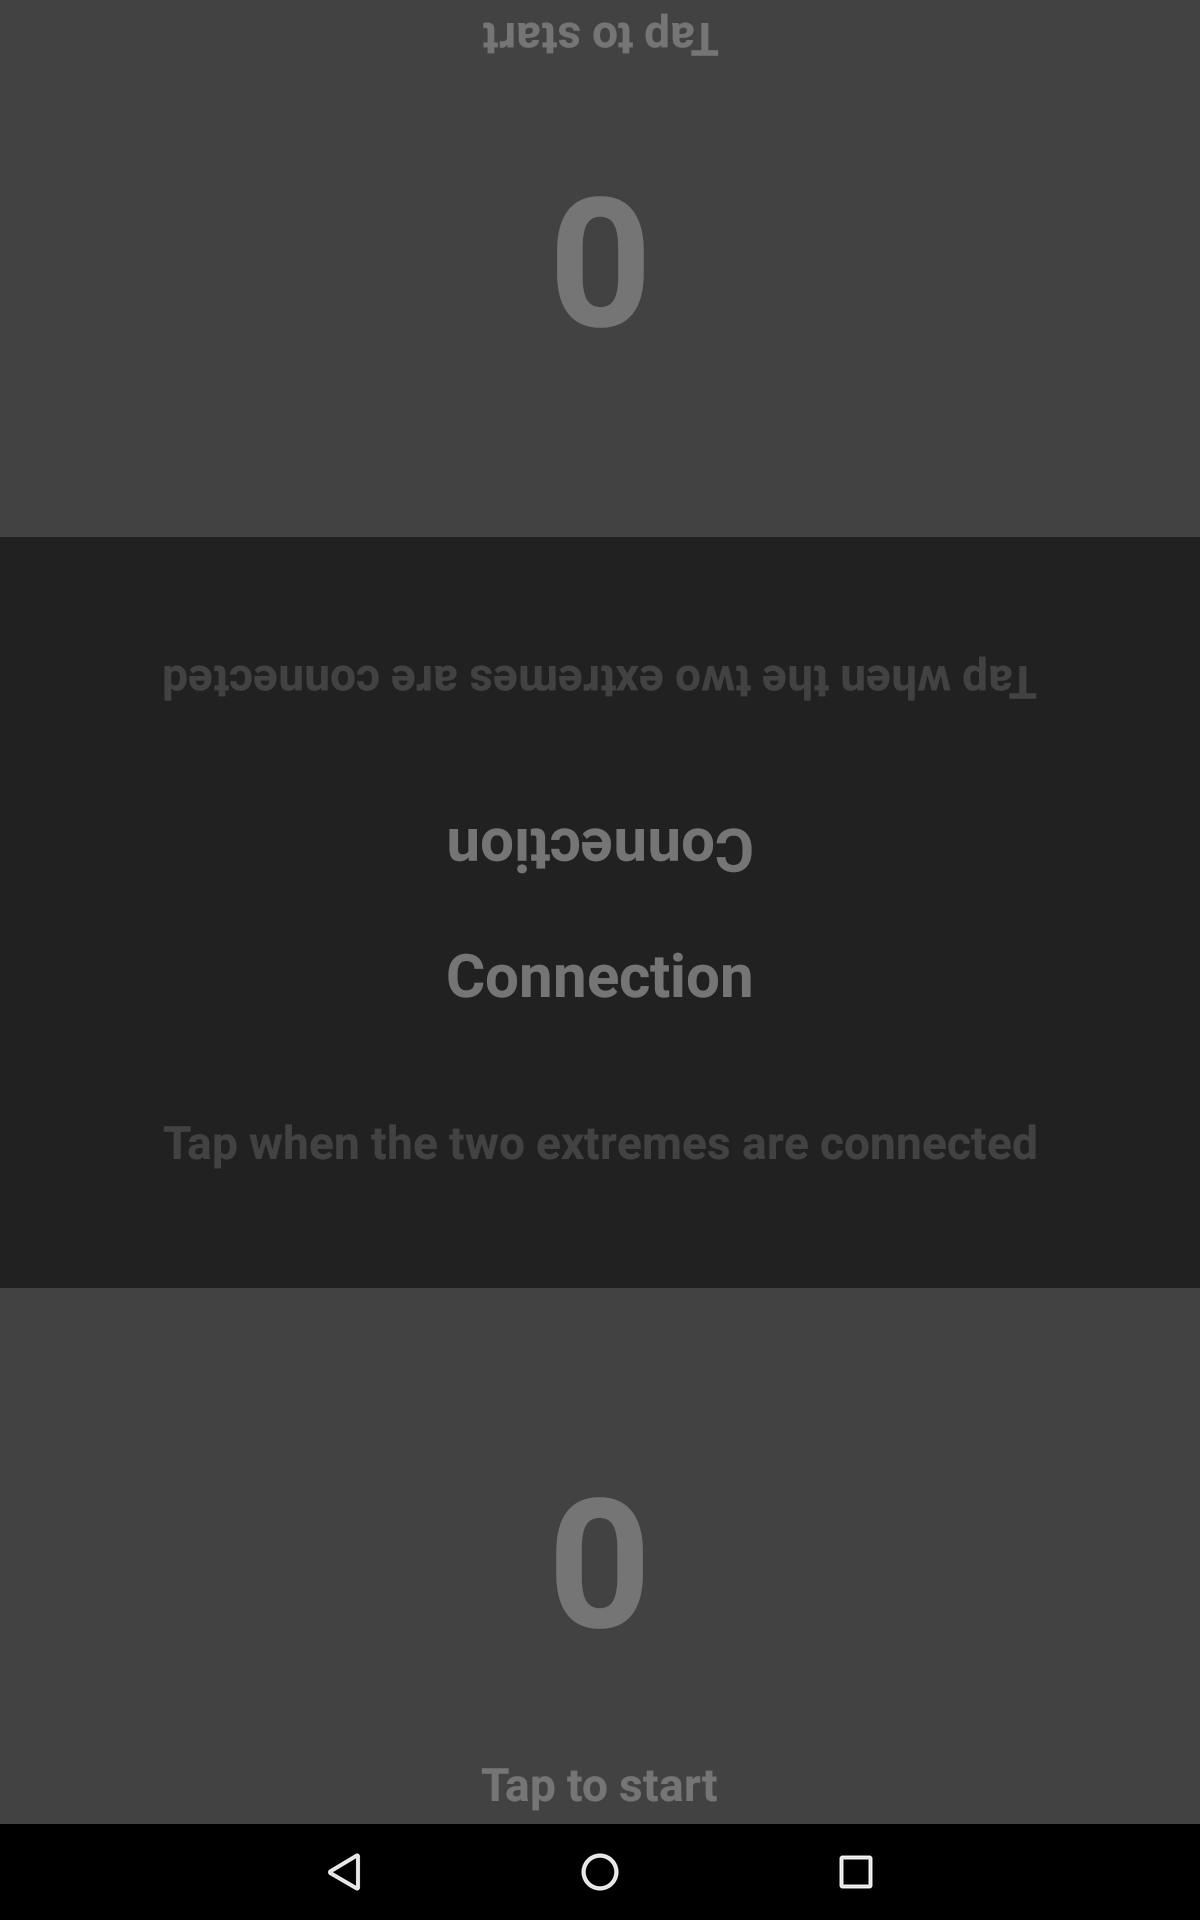 Tap to start
0
Tap when the two extremes are connected
Connection
Connection
Tap when the two extremes are connected
0
Tap to start